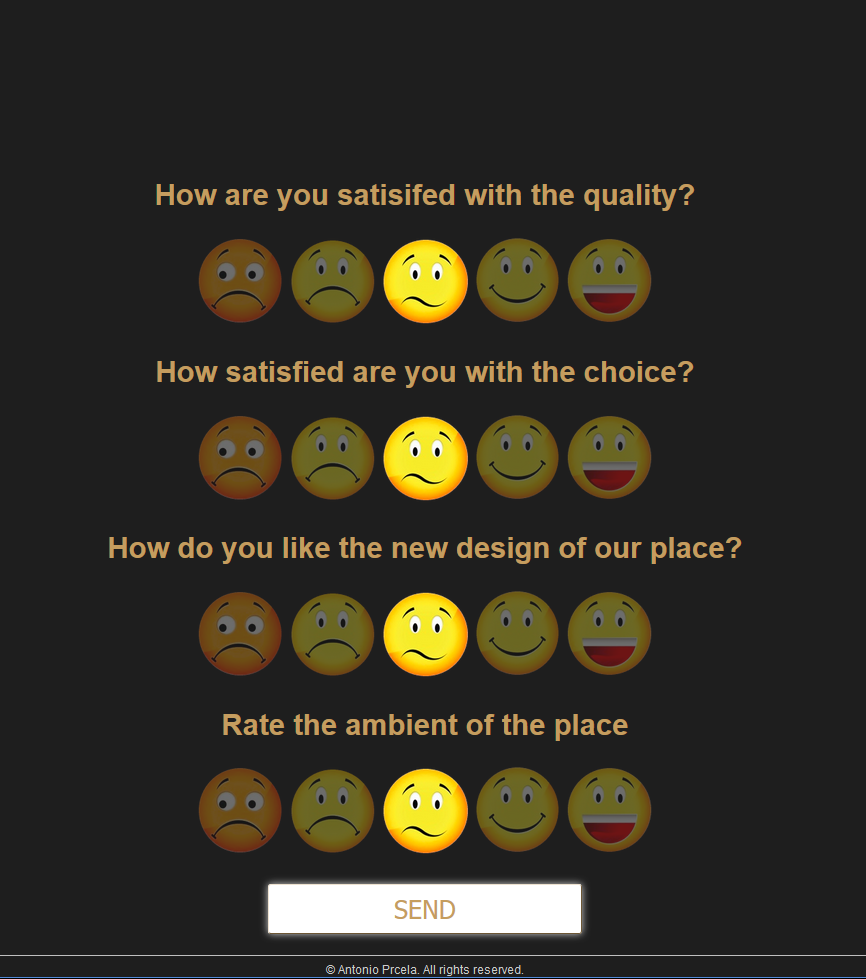 How are you satisifed with the quality?
How satisfied are you with the choice?
How do you like the new design of our place?
Rate the ambient of the place
SEND
© Antonio Prcela. All rights reserved.